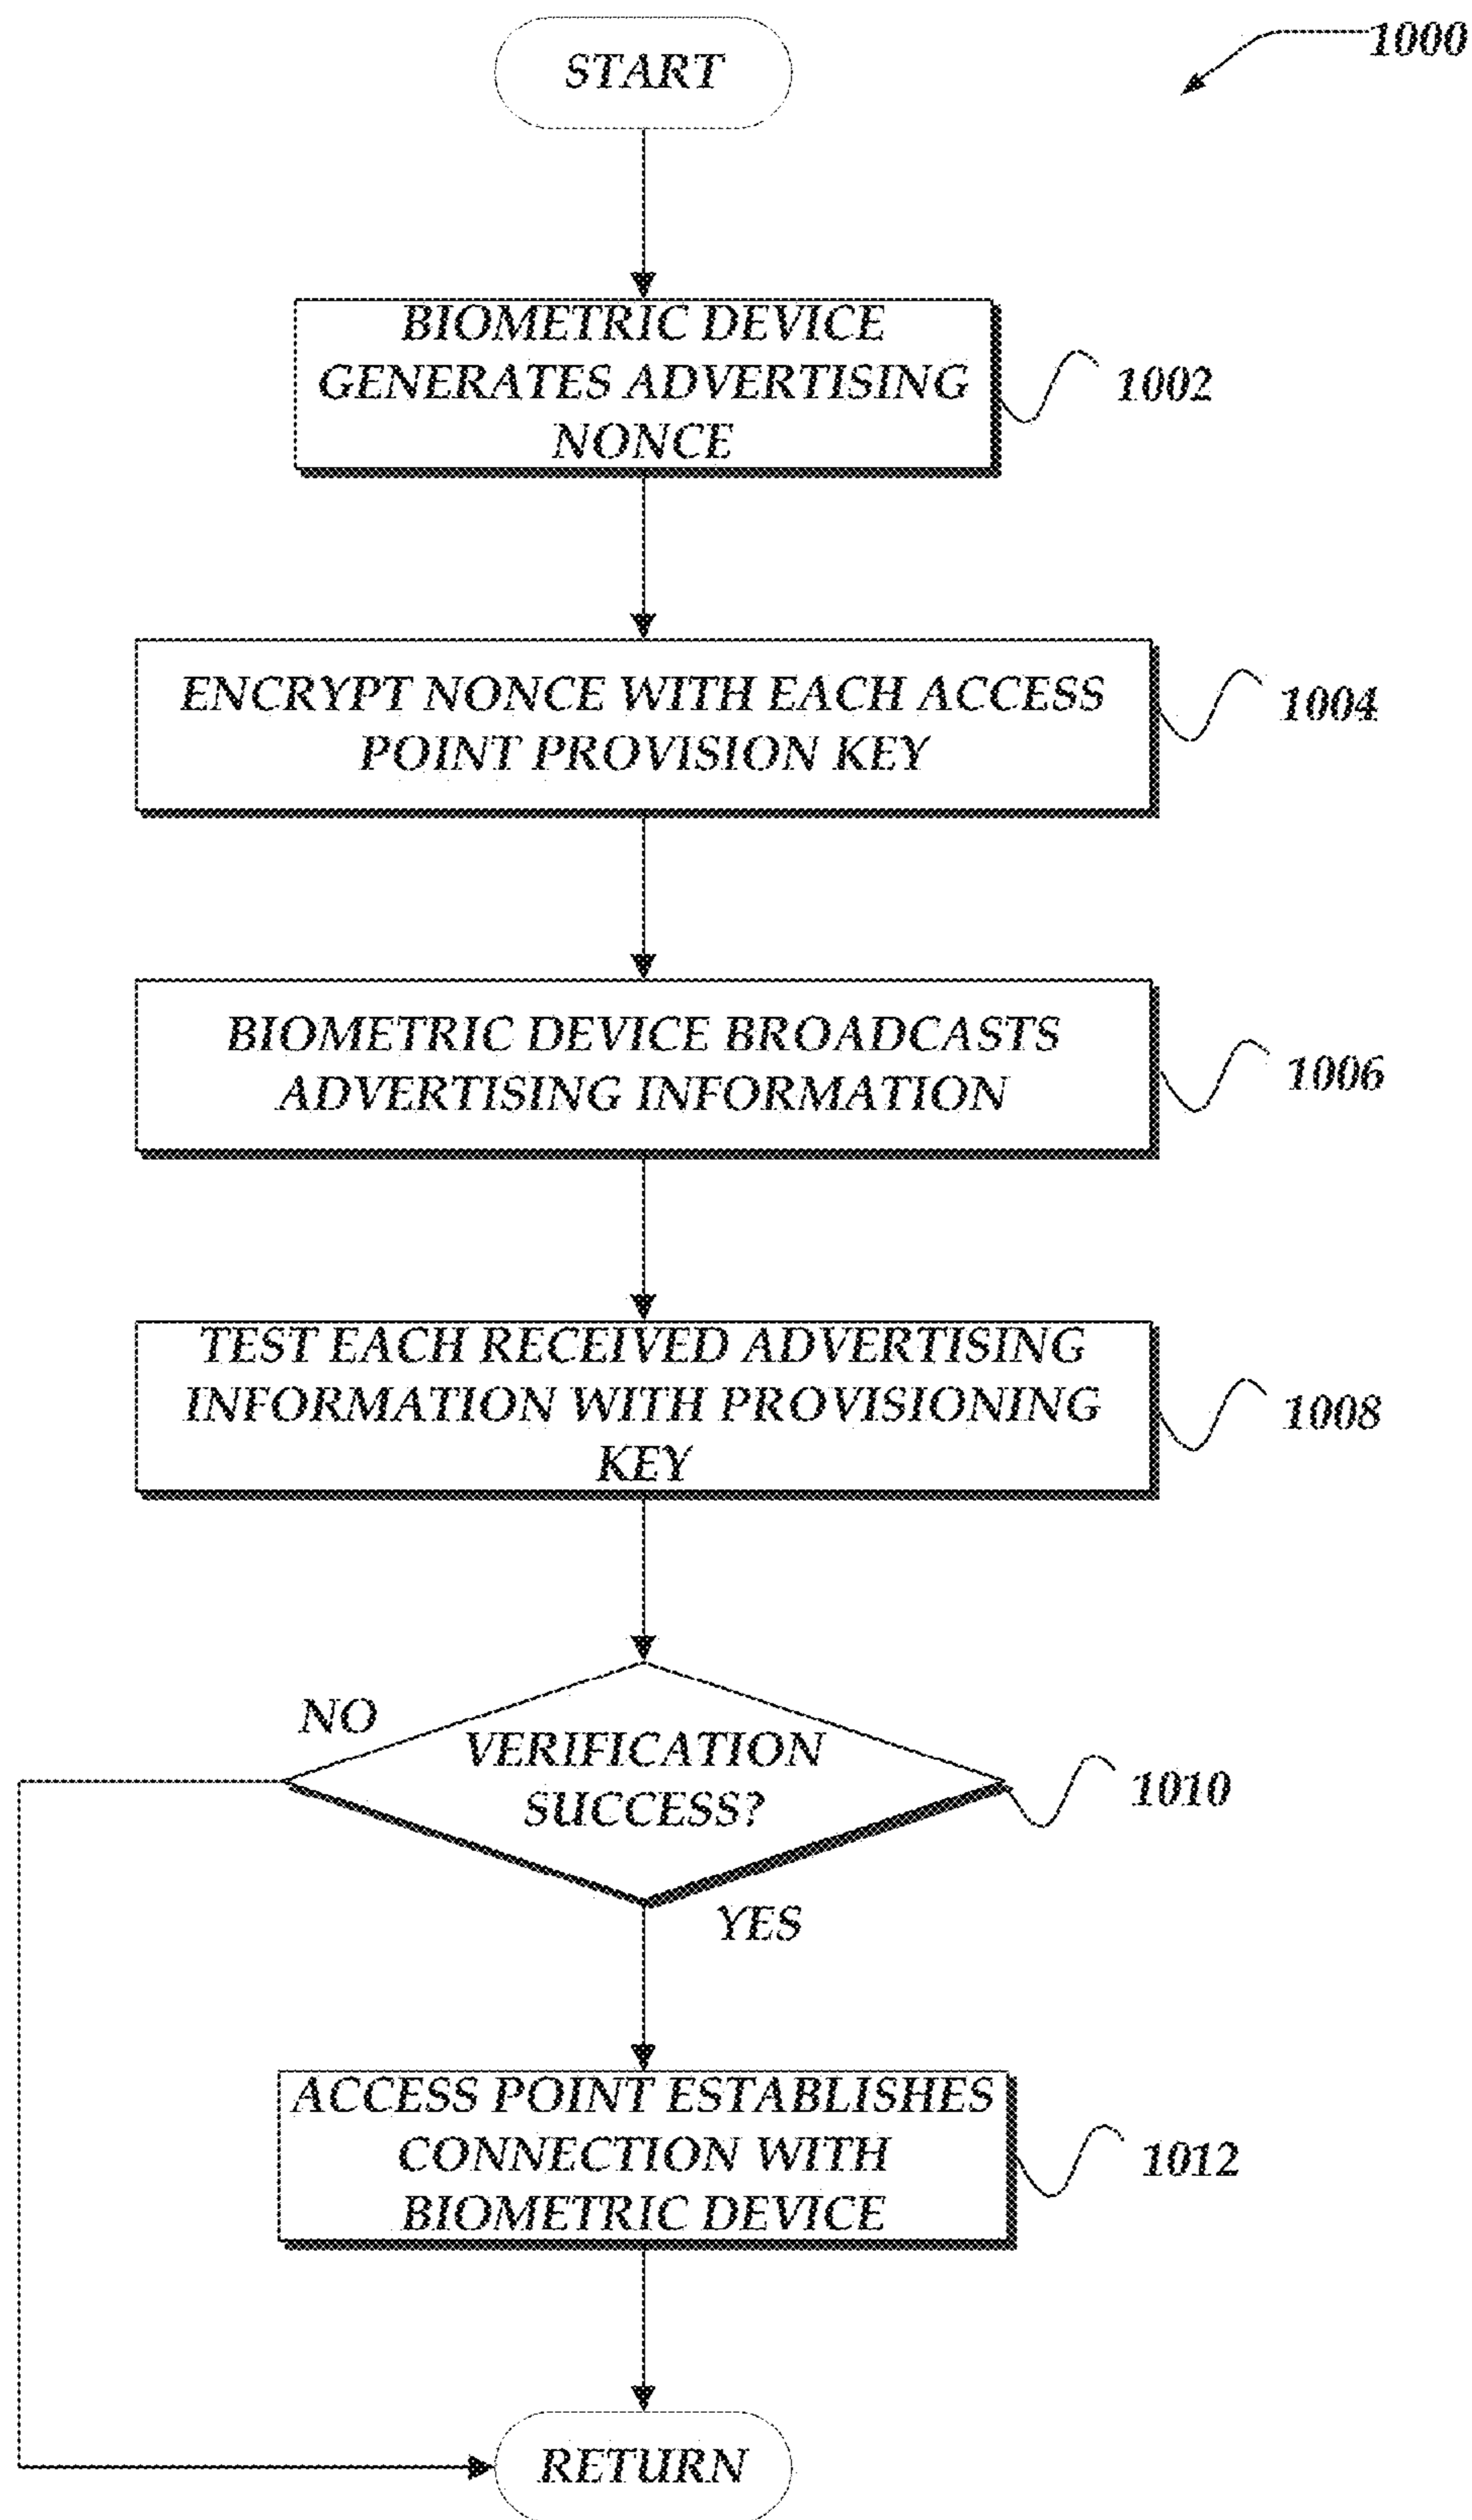 START
1000
BIOMETRIC DEVICE
GENERATES ADVERTISING
NONCE
1002
ENCRYPT NONCE WITH EACH ACCESS
POINT PROVISION KEY
1004
BIOMETRIC DEVICE BROADCASTS
ADVERTISING INFORMATION
1006
TEST EACH RECEIVED ADVERTISING
INFORMATION WITH PROVISIONING
KEY
1008
NO
VERIFICATION
SUCCESS?
1010
YES
ACCESS POINT ESTABLISHES
CONNECTION WITH
BIOMETRIC DEVICE
1012
RETURN